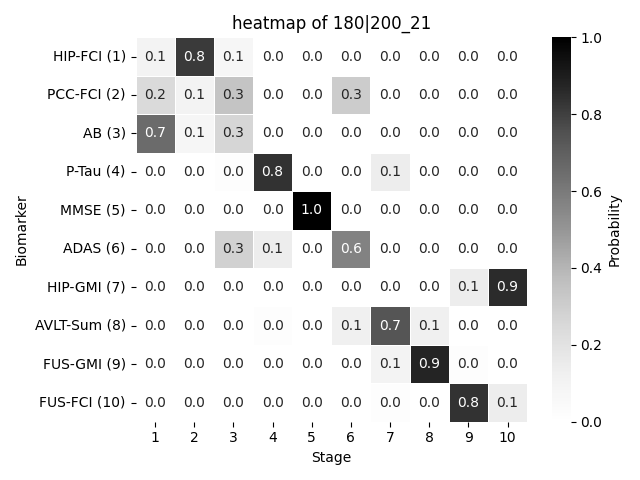 heatmap of 180|200_21
Biomarker
HIP-FCI (1) 0.1 0.8 0.1 0.0 0.0 0.0 0.0 0.0 0.0 0.0
PCC-FCI (2) 0.2 0.1 0.3 0.0 0.0 0.3 0.0 0.0 0.0 0.0
AB (3) 0.7 0.1 0.3 0.0 0.0 0.0 0.0 0.0 0.0 0.0
P-Tau (4) 0.0 0.0 0.0 0.8 0.0 0.0 0.1 0.0 0.0 0.0
MMSE (5) 0.0 0.0 0.0 0.0 1.0 0.0 0.0 0.0 0.0 0.0
ADAS (6) 0.0 0.0 0.3 0.1 0.0 0.6 0.0 0.0 0.0 0.0
HIP-GMI (7) 0.0 0.0 0.0 0.0 0.0 0.0 0.0 0.0 0.1 0.9
AVLT-Sum (8) 0.0 0.0 0.0 0.0 0.0 0.1 0.7 0.1 0.0 0.0
FUS-GMI (9) 0.0 0.0 0.0 0.0 0.0 0.0 0.1 0.9 0.0 0.0
FUS-FCI (10) 0.0 0.0 0.0 0.0 0.0 0.0 0.0 0.0 0.8 0.1
1 2 3 4 5 6 7 8 9 10
Stage
1.0
0.8
0.6
0.4
0.2
0.0
Probability